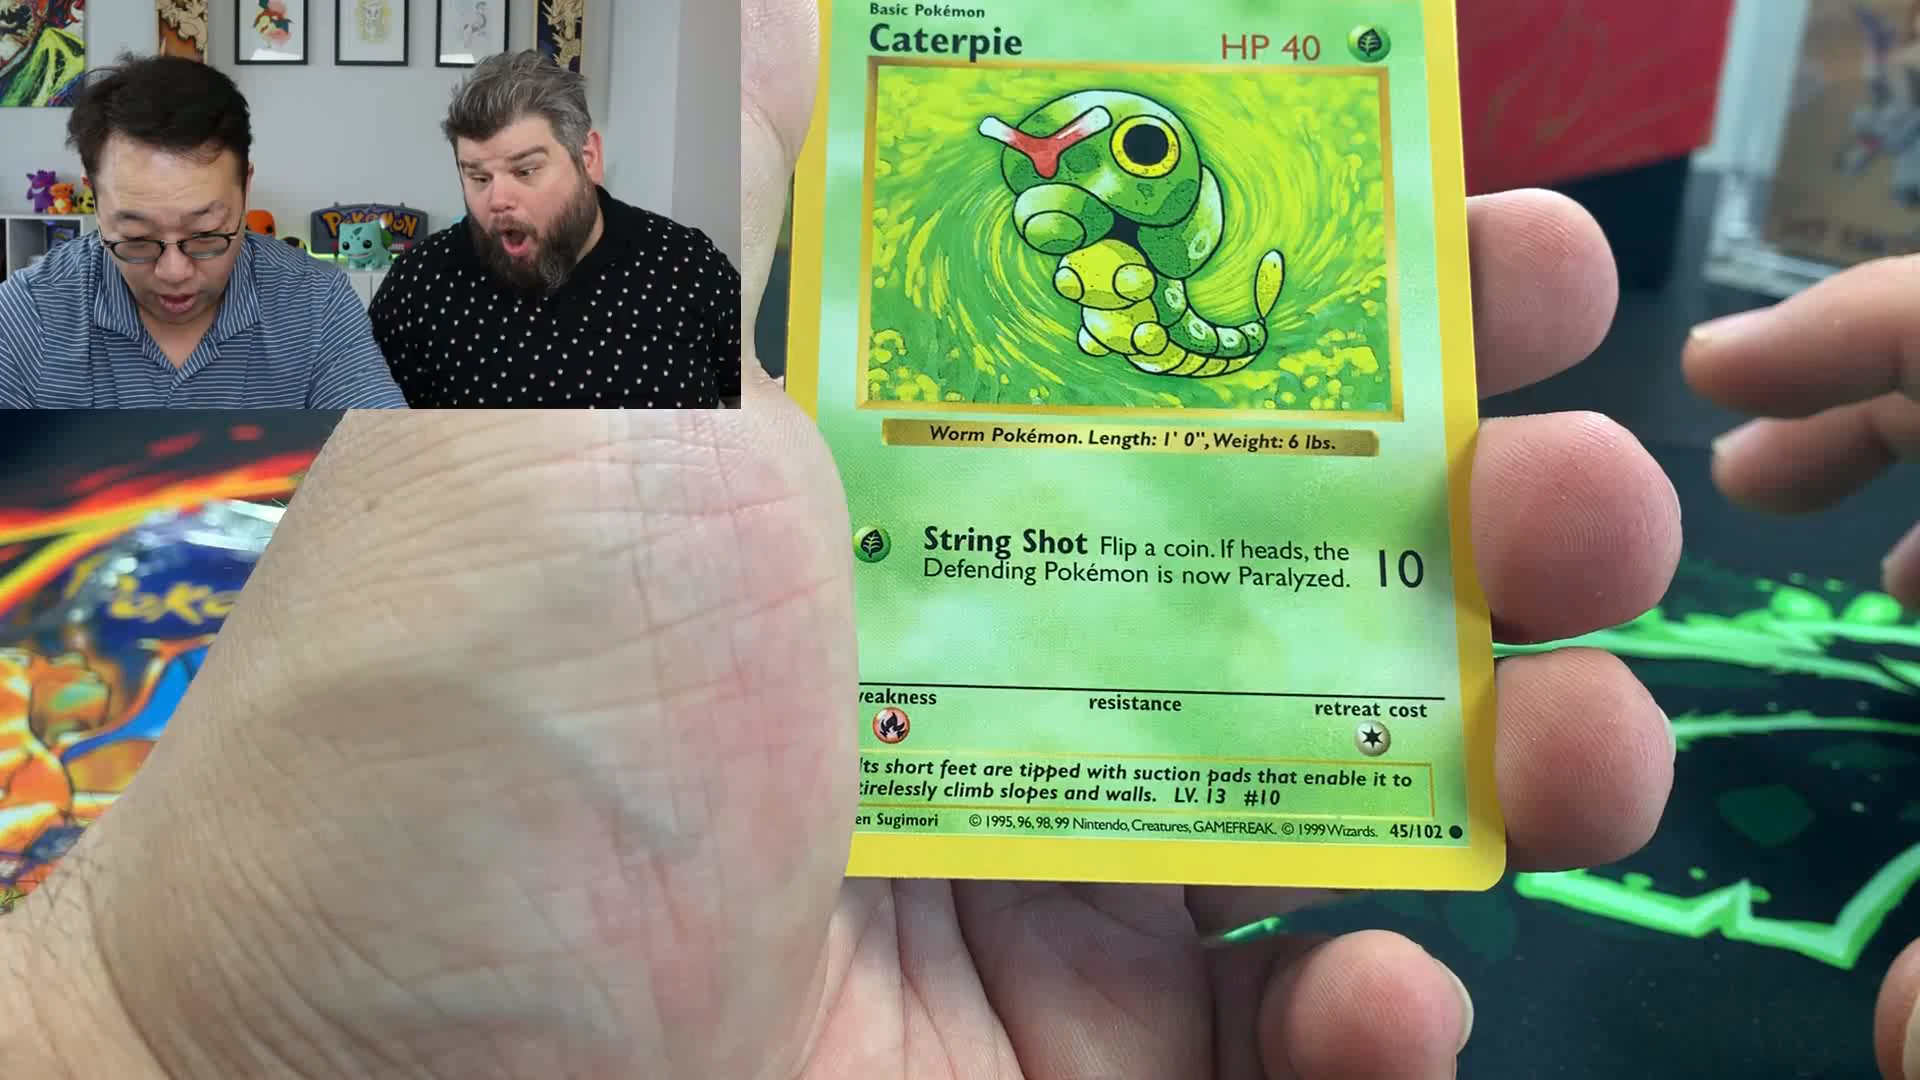 POKÉMON
Basic Pokémon
Caterpie HP 40
Worm Pokémon. Length: 1' 0", Weight: 6 lbs.
String Shot Flip a coin. If heads, the
Defending Pokémon is now Paralyzed. 10
eakness resistance retreat cost
Its short feet are tipped with suction pads that enable it to
tirelessly climb slopes and walls. LV. 13 #10
en Sugimori ©1995, 96, 98, 99 Nintendo, Creatures, GAMEFREAK. ©1999 Wizards. 45/102